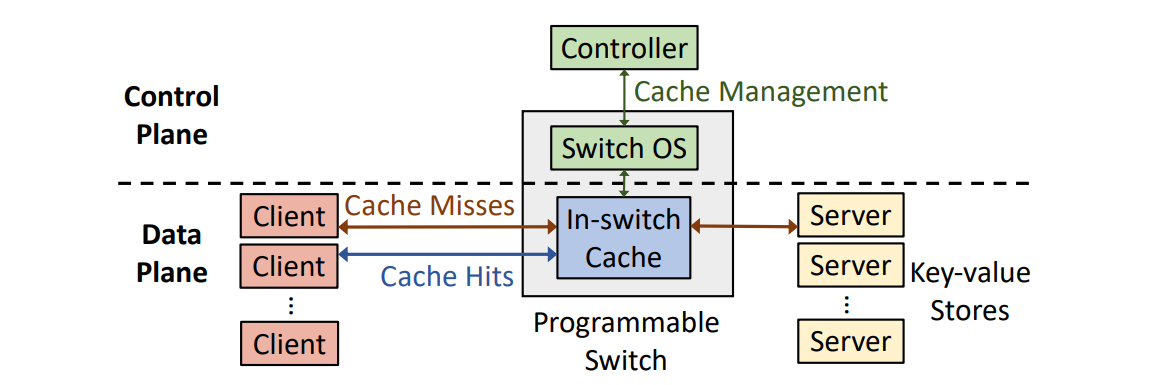 Controller
Cache Management
Control
Plane
Switch OS
Client
Cache Misses
In-switch
Cache
Server
Data
Plane
Client
Cache Hits
Server
Key-value
Stores
⋮
⋮
Client
Server
Programmable
Switch